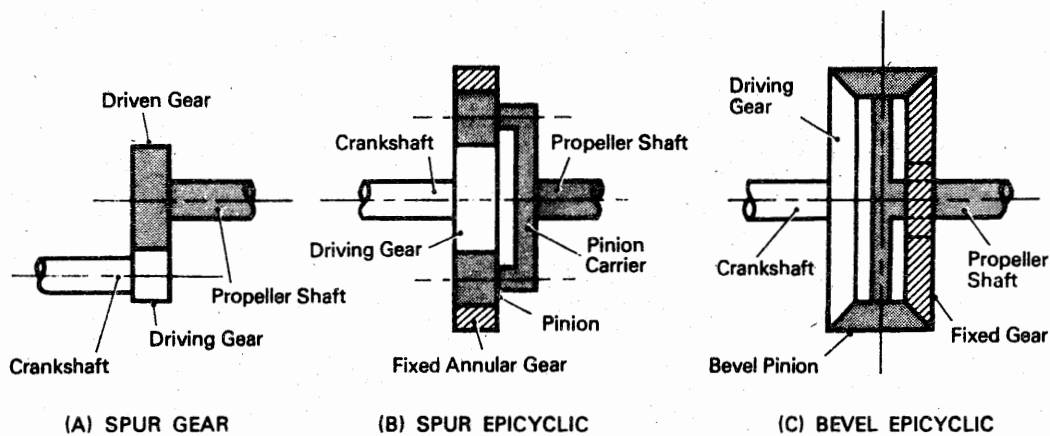 Driven Gear
Propeller Shaft
Driving Gear
Crankshaft
(A) SPUR GEAR
Crankshaft
Propeller Shaft
Driving Gear
Pinion
Carrier
Pinion
Fixed Annular Gear
(B) SPUR EPICYCLIC
Driving
Gear
Crankshaft
Propeller
Shaft
Fixed Gear
Bevel Pinion
(C) BEVEL EPICYCLIC